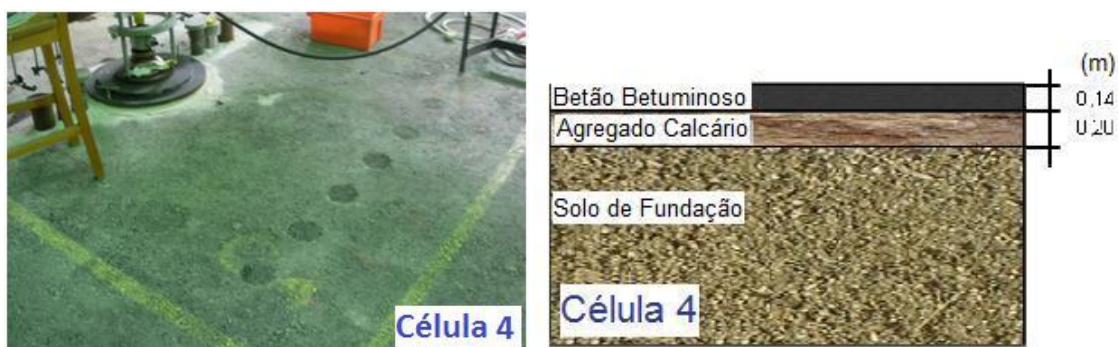 Célula 4
(m)
Betão Betuminoso
0,14
Agregado Calcário
0,20
Solo de Fundação
Célula 4